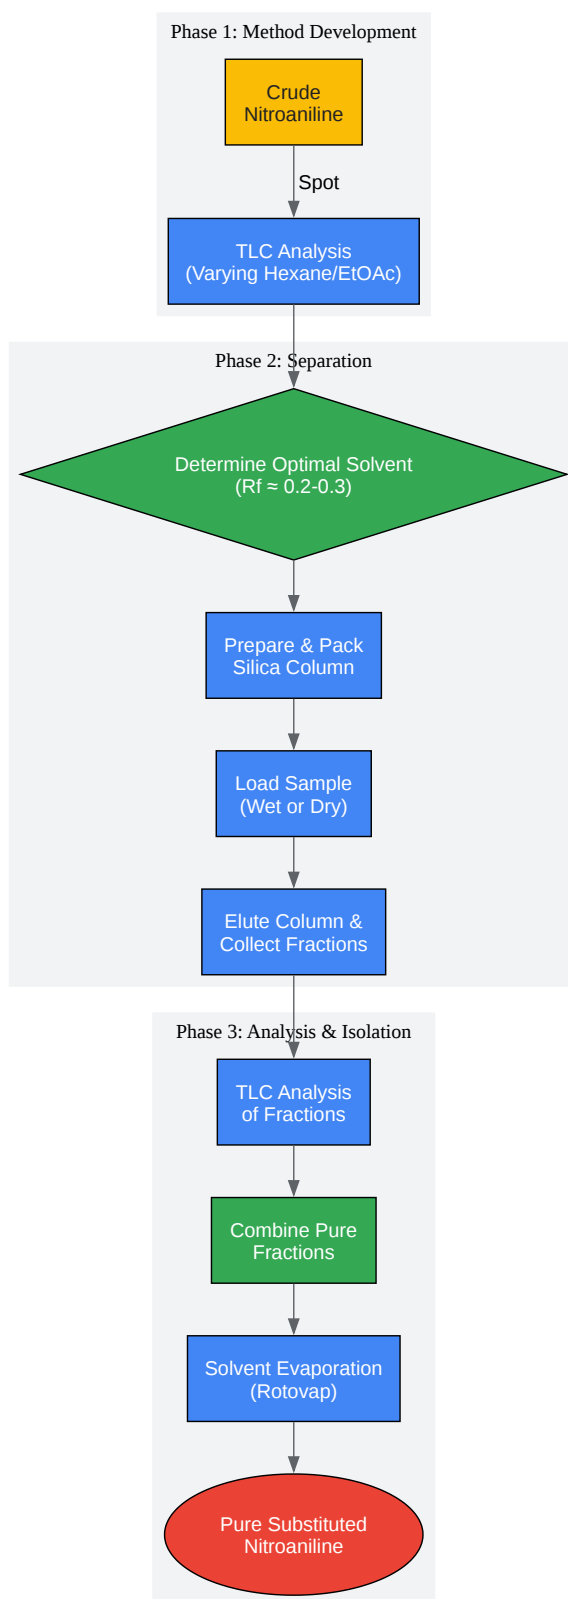 Phase 1: Method Development
Crude
Nitroaniline
Spot
TLC Analysis
(Varying Hexane/EtOAc)
Phase 2: Separation
Determine Optimal Solvent
(Rf ≈ 0.2-0.3)
Prepare & Pack
Silica Column
Load Sample
(Wet or Dry)
Elute Column &
Collect Fractions
Phase 3: Analysis & Isolation
TLC Analysis
of Fractions
Combine Pure
Fractions
Solvent Evaporation
(Rotovap)
Pure Substituted
Nitroaniline